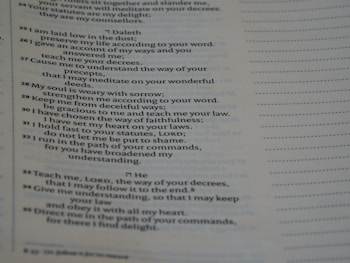 rulers sit together and slander me,
your servant will meditate on your decrees.
24 Your statutes are my delight;
they are my counsellors.
ד Daleth
25 I am laid low in the dust;
preserve my life according to your word.
26 I gave an account of my ways and you
answered me;
teach me your decrees.
27 Cause me to understand the way of your
precepts,
that I may meditate on your wonderful
deeds.
28 My soul is weary with sorrow;
strengthen me according to your word.
29 Keep me from deceitful ways;
be gracious to me and teach me your law.
30 I have chosen the way of faithfulness;
I have set my heart on your laws.
31 I hold fast to your statutes, LORD;
do not let me be put to shame.
32 I run in the path of your commands,
for you have broadened my
understanding.
ה He
33 Teach me, LORD, the way of your decrees,
that I may follow it to the end.
34 Give me understanding, so that I may keep
your law
and obey it with all my heart.
35 Direct me in the path of your commands,
for there I find delight.
follow it for its reward